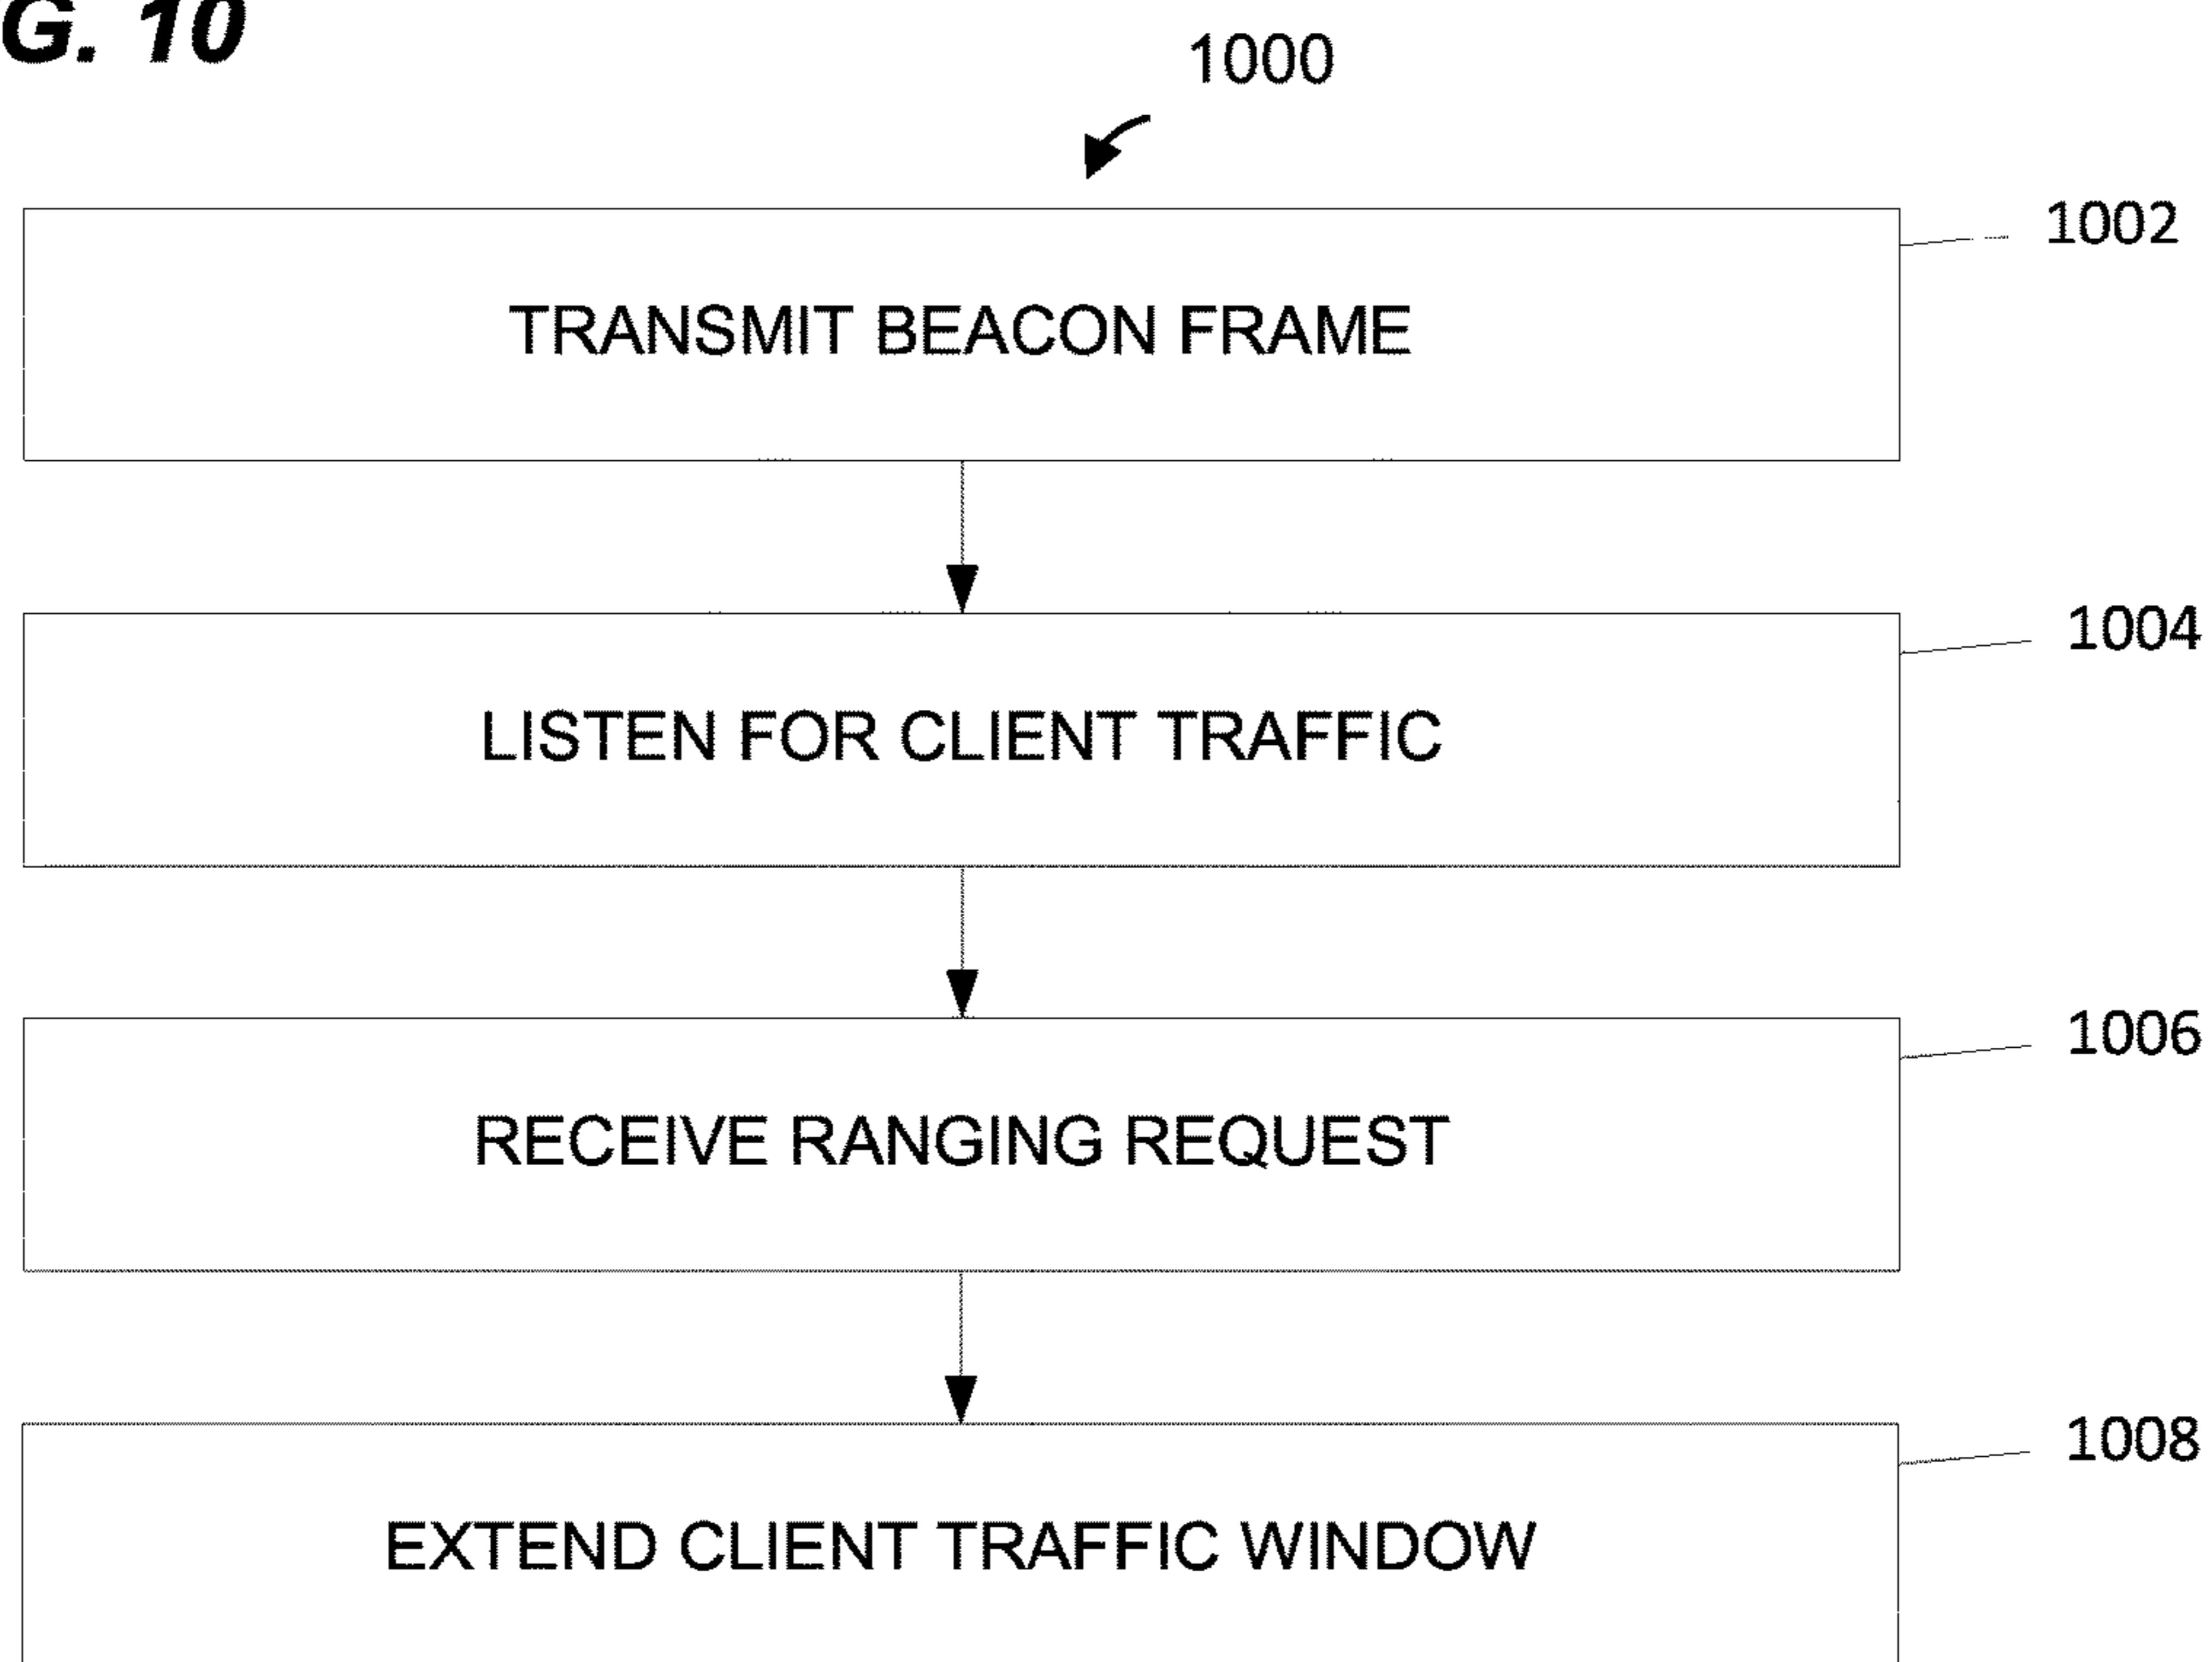 G. 10
1000
1002
TRANSMIT BEACON FRAME
1004
LISTEN FOR CLIENT TRAFFIC
1006
RECEIVE RANGING REQUEST
1008
EXTEND CLIENT TRAFFIC WINDOW